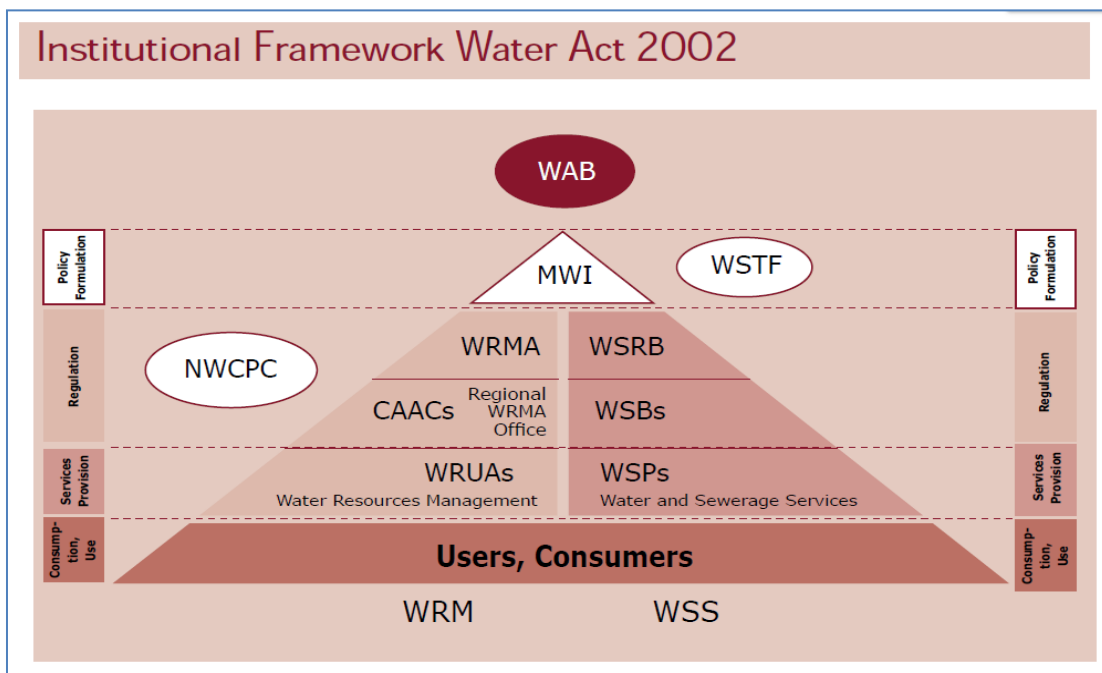 Institutional Framework Water Act 2002
WAB
Policy
Formulation
MWI
WSTF
Policy
Formulation
Regulation
NWCPC
WRMA
WSRB
Regulation
CAACs
Regional
WRMA
Office
WSBs
Services
Provision
WRUAs
Water Resources Management
WSPs
Water and Sewerage Services
Services
Provision
Consump-
tion,
Use
Users, Consumers
Consump-
tion,
Use
WRM
WSS